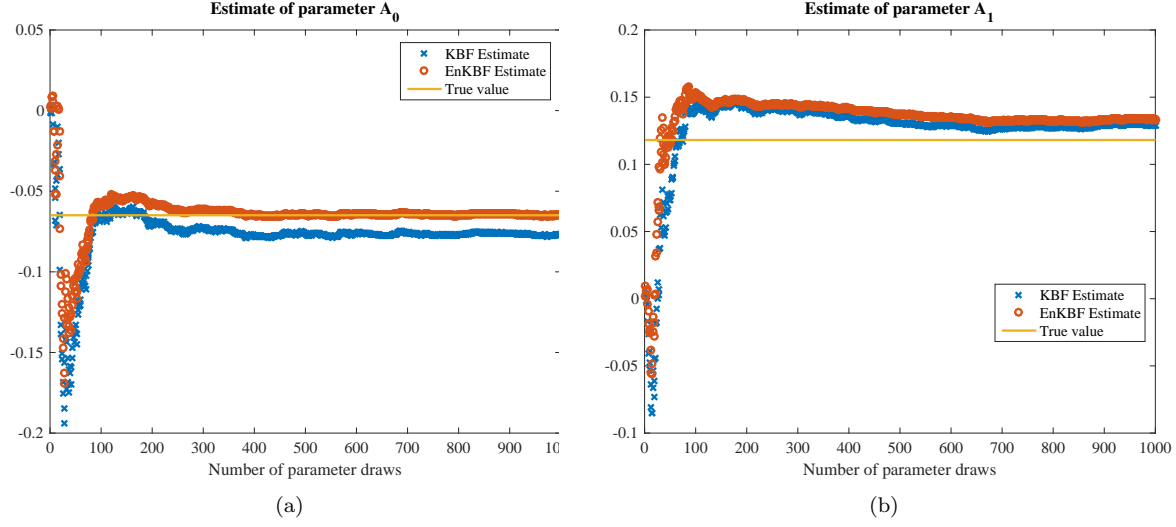 Estimate of parameter A0
0.05
0
-0.05
-0.1
-0.15
-0.2
KBF Estimate
EnKBF Estimate
True value
0 100 200 300 400 500 600 700 800 900 100
Number of parameter draws
(a)
Estimate of parameter A1
0.2
0.15
0.1
0.05
0
-0.05
-0.1
KBF Estimate
EnKBF Estimate
True value
0 100 200 300 400 500 600 700 800 900 1000
Number of parameter draws
(b)